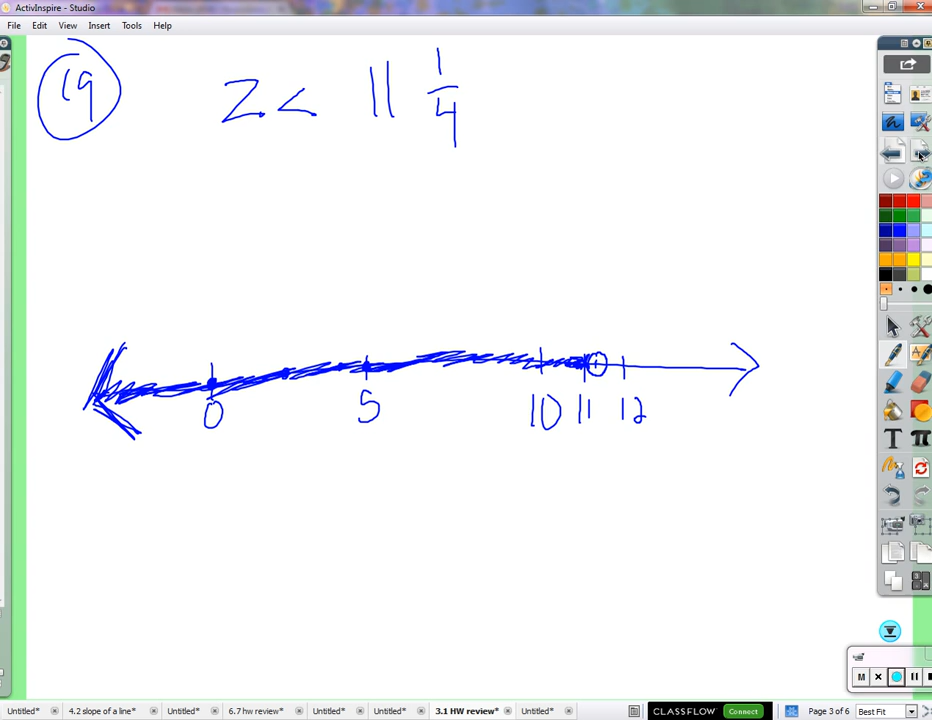 ActivInspire - Studio
File Edit View Insert Tools Help
19 z < 11 1/4
0 5 10 11 12
T π
M
Untitled* 4.2 slope of a line* Untitled* 6.7 hw review* Untitled* Untitled* 3.1 HW review* Untitled* CLASSFLOW Connect Page 3 of 6 Best Fit